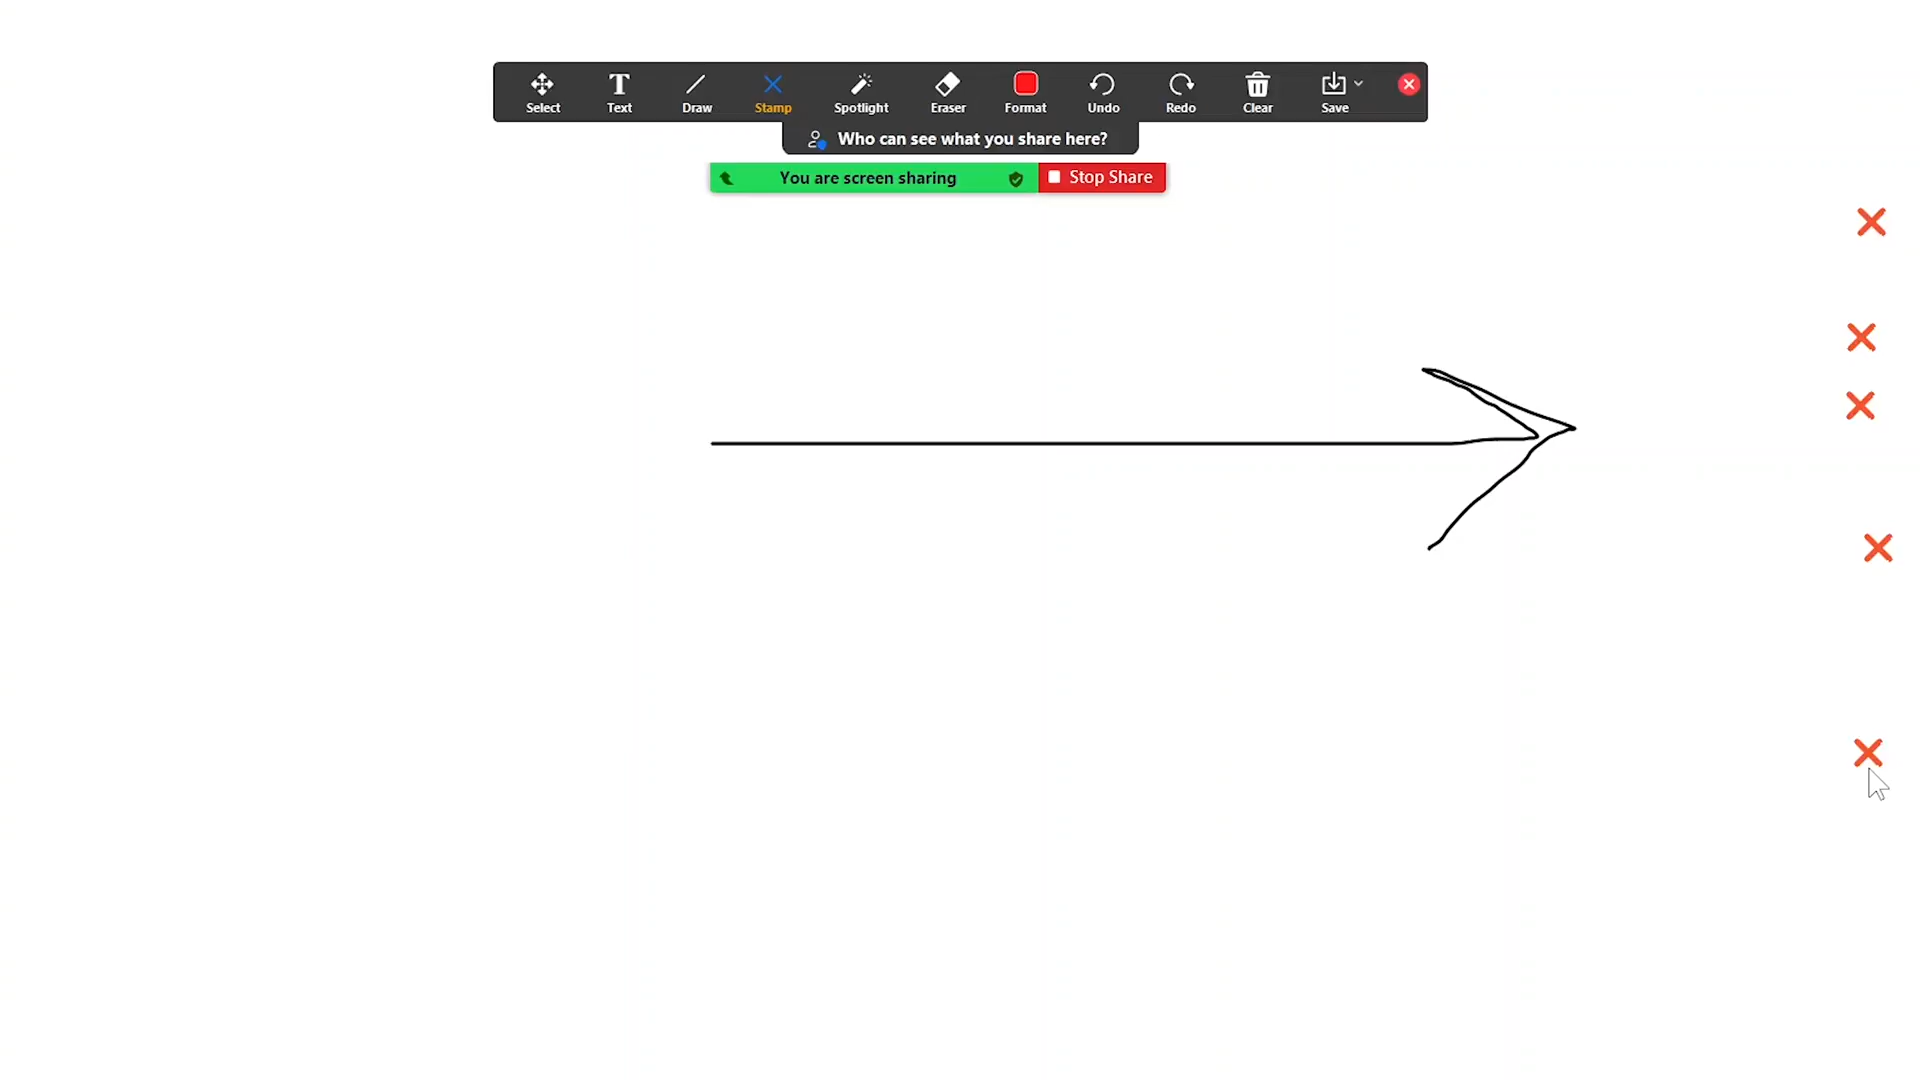 Select Text Draw Stamp Spotlight Eraser Format Undo Redo Clear Save
Who can see what you share here?
You are screen sharing Stop Share